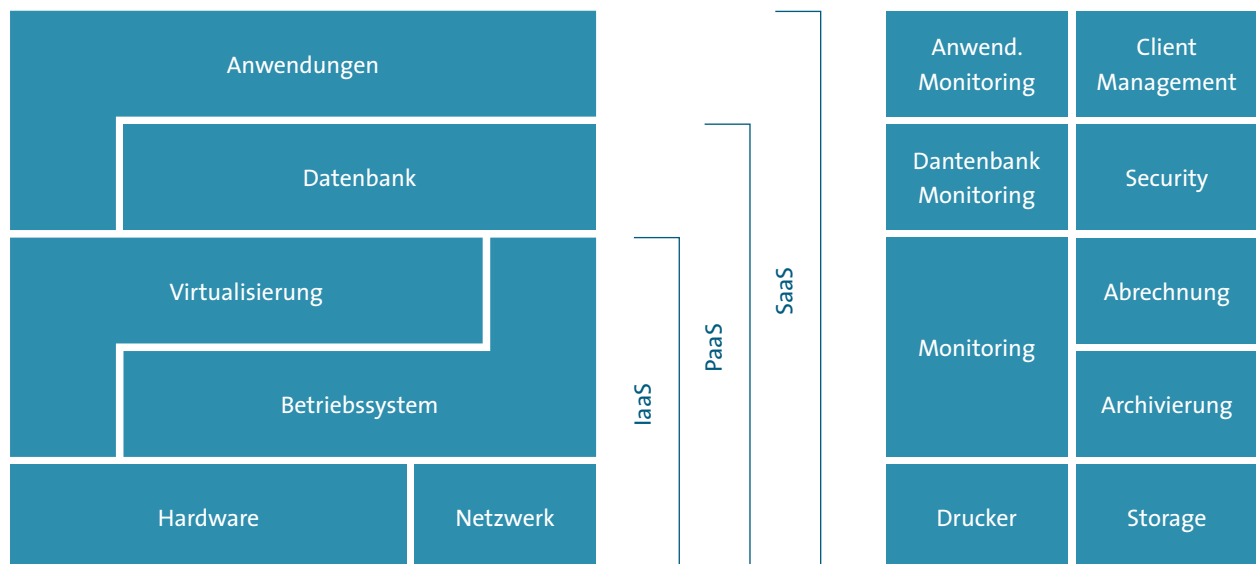 Anwendungen
Datenbank
Virtualisierung
Betriebssystem
Hardware
Netzwerk
IaaS
PaaS
SaaS
Anwend.
Monitoring
Client
Management
Dantenbank
Monitoring
Security
Monitoring
Abrechnung
Archivierung
Drucker
Storage